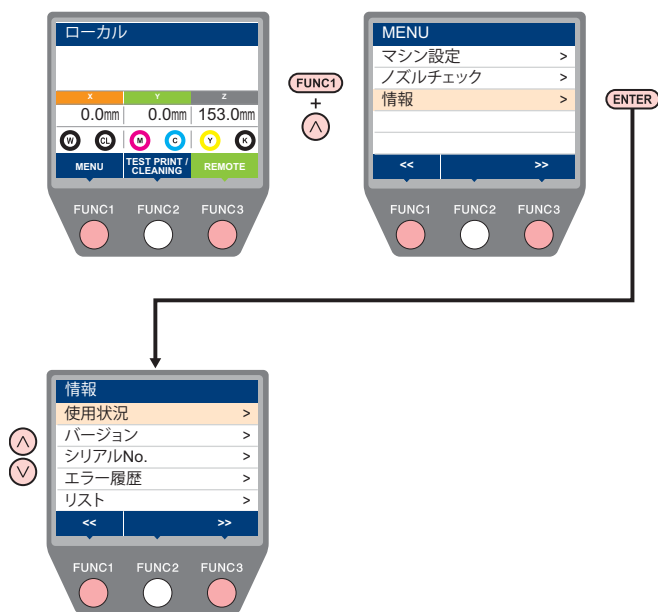 ローカル
X Y Z
0.0mm 0.0mm 153.0mm
W CL M C Y K
MENU TEST PRINT / CLEANING REMOTE
FUNC1 FUNC2 FUNC3
FUNC1
+
MENU
マシン設定 >
ノズルチェック >
情報 >
<< >>
FUNC1 FUNC2 FUNC3
ENTER
情報
使用状況 >
バージョン >
シリアルNo. >
エラー履歴 >
リスト >
<< >>
FUNC1 FUNC2 FUNC3